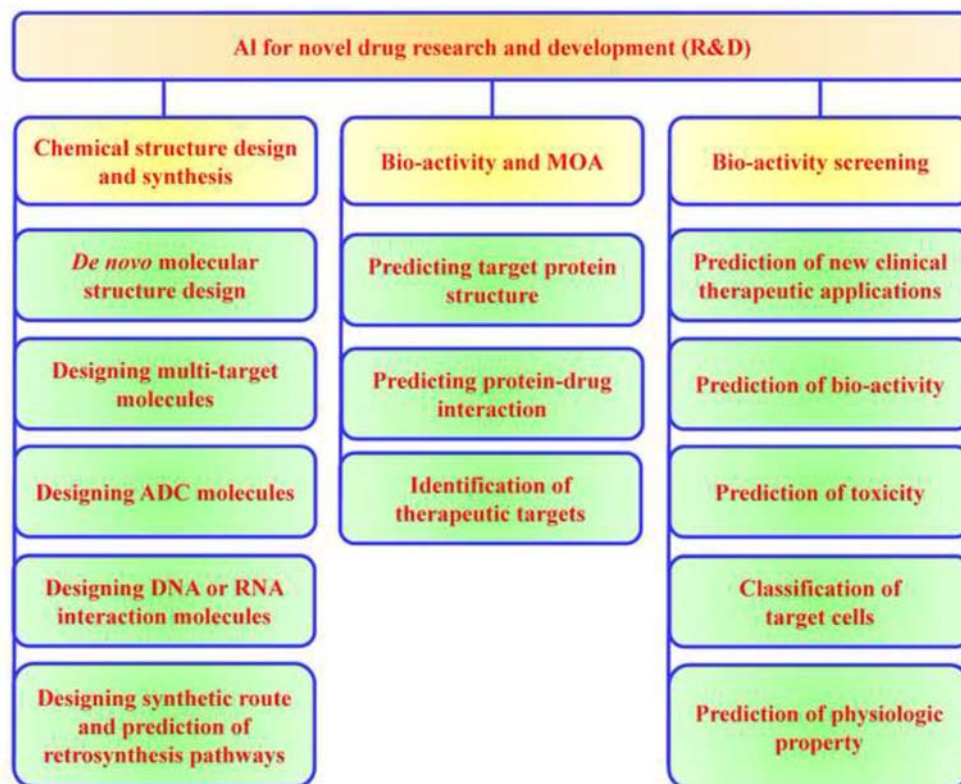 AI for novel drug research and development (R&D)
Chemical structure design
and synthesis
De novo molecular
structure design
Designing multi-target
molecules
Designing ADC molecules
Designing DNA or RNA
interaction molecules
Designing synthetic route
and prediction of
retrosynthesis pathways
Bio-activity and MOA
Predicting target protein
structure
Predicting protein-drug
interaction
Identification of
therapeutic targets
Bio-activity screening
Prediction of new clinical
therapeutic applications
Prediction of bio-activity
Prediction of toxicity
Classification of
target cells
Prediction of physiologic
property